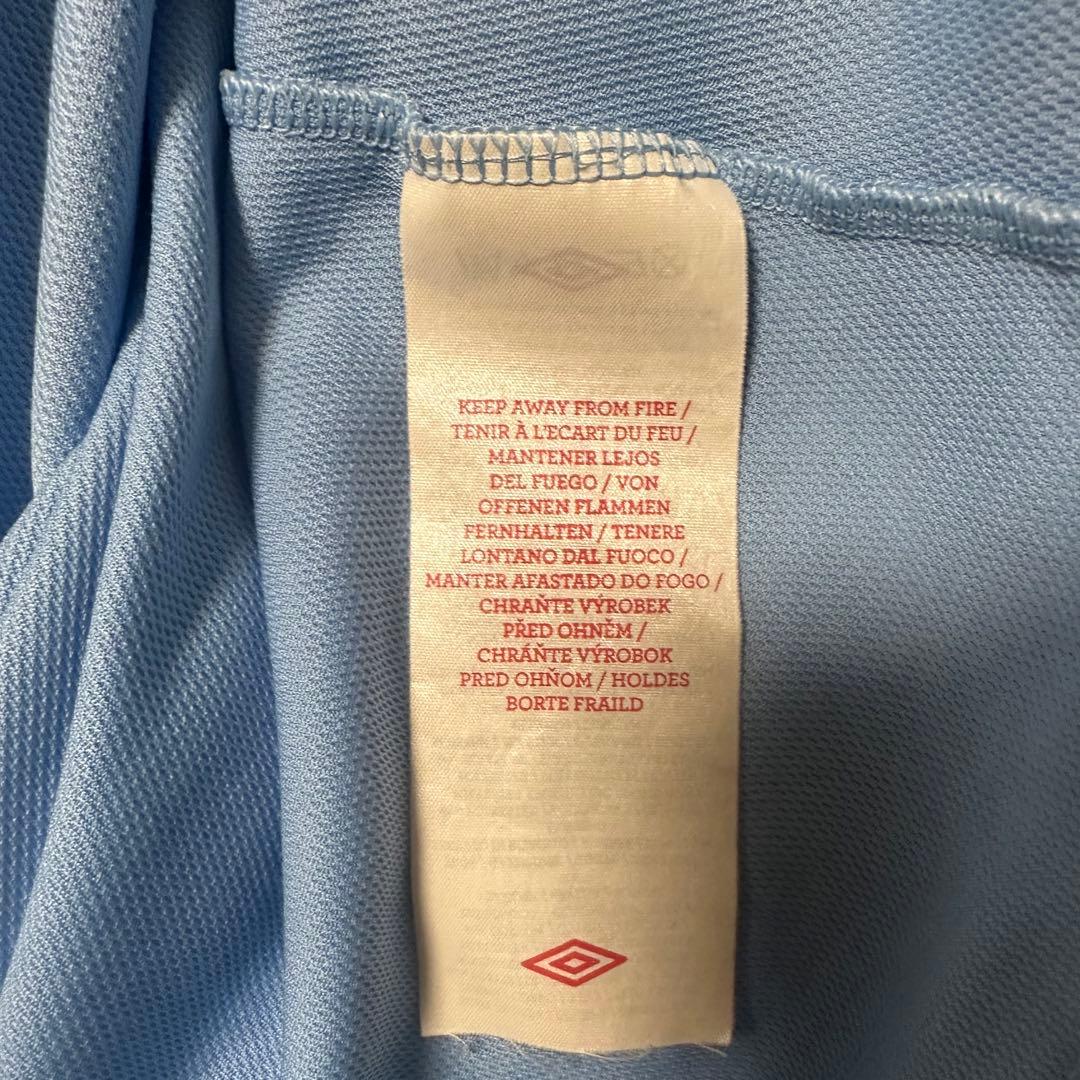 KEEP AWAY FROM FIRE /
TENIR À L'ECART DU FEU /
MANTENER LEJOS
DEL FUEGO / VON
OFFENEN FLAMMEN
FERNHALTEN / TENERE
LONTANO DAL FUOCO /
MANTER AFASTADO DO FOGO /
CHRAŇTE VÝROBEK
PŘED OHNĚM /
CHRÁŇTE VÝROBOK
PRED OHŇOM / HOLDES
BORTE FRAILD